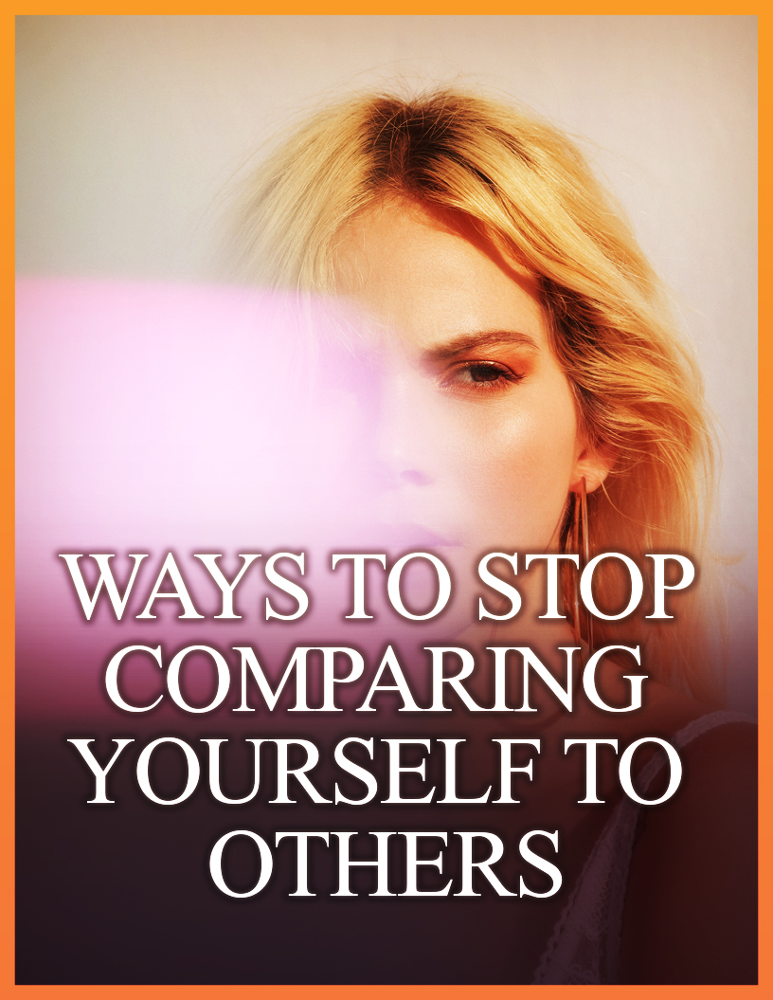 WAYS TO STOP
COMPARING
YOURSELF TO
OTHERS